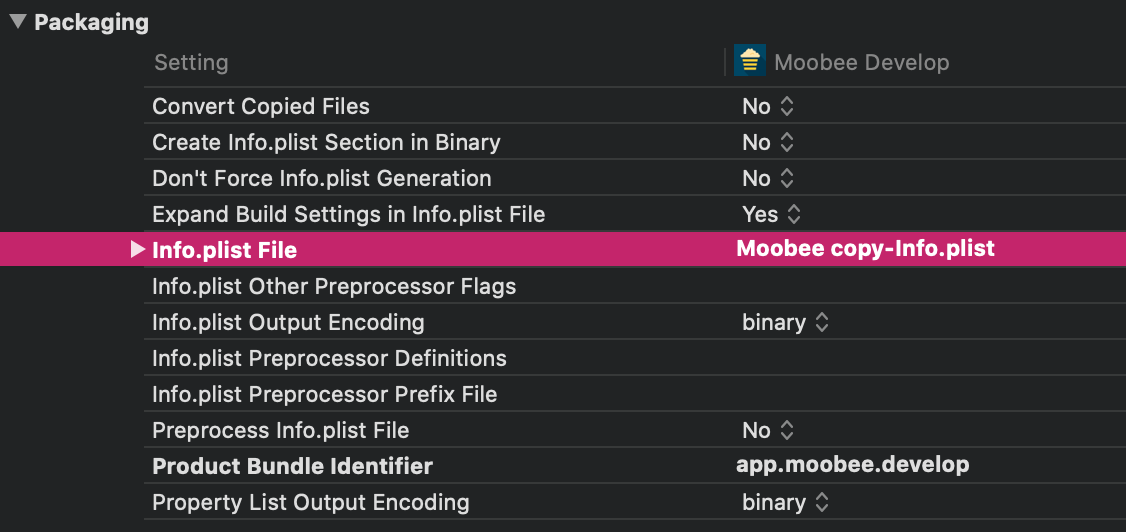 Packaging
Setting Moobee Develop
Convert Copied Files No
Create Info.plist Section in Binary No
Don't Force Info.plist Generation No
Expand Build Settings in Info.plist File Yes
Info.plist File Moobee copy-Info.plist
Info.plist Other Preprocessor Flags
Info.plist Output Encoding binary
Info.plist Preprocessor Definitions
Info.plist Preprocessor Prefix File
Preprocess Info.plist File No
Product Bundle Identifier app.moobee.develop
Property List Output Encoding binary